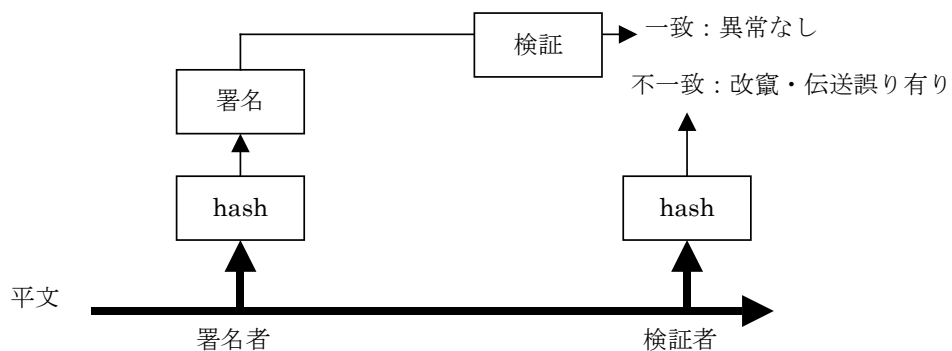 検証
一致：異常なし
署名
不一致：改竄・伝送誤り有り
hash
hash
平文
署名者
検証者